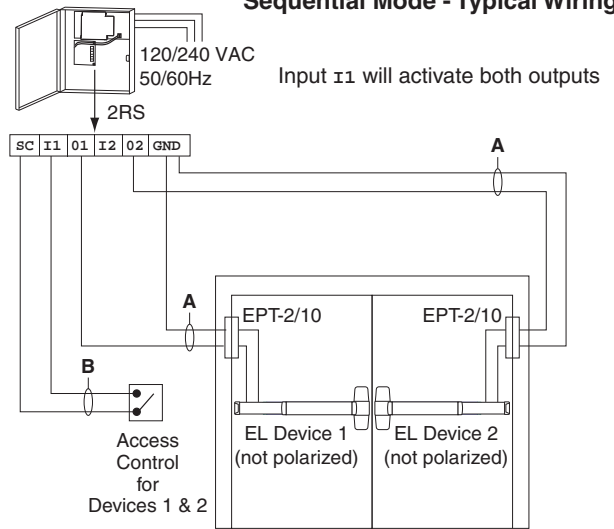 Sequential Mode - Typical Wiring
120/240 VAC
50/60Hz
Input I1 will activate both outputs
2RS
SC I1 01 I2 02 GND
A
A
EPT-2/10 EPT-2/10
B
Access
Control
for
Devices 1 & 2
EL Device 1
(not polarized)
EL Device 2
(not polarized)